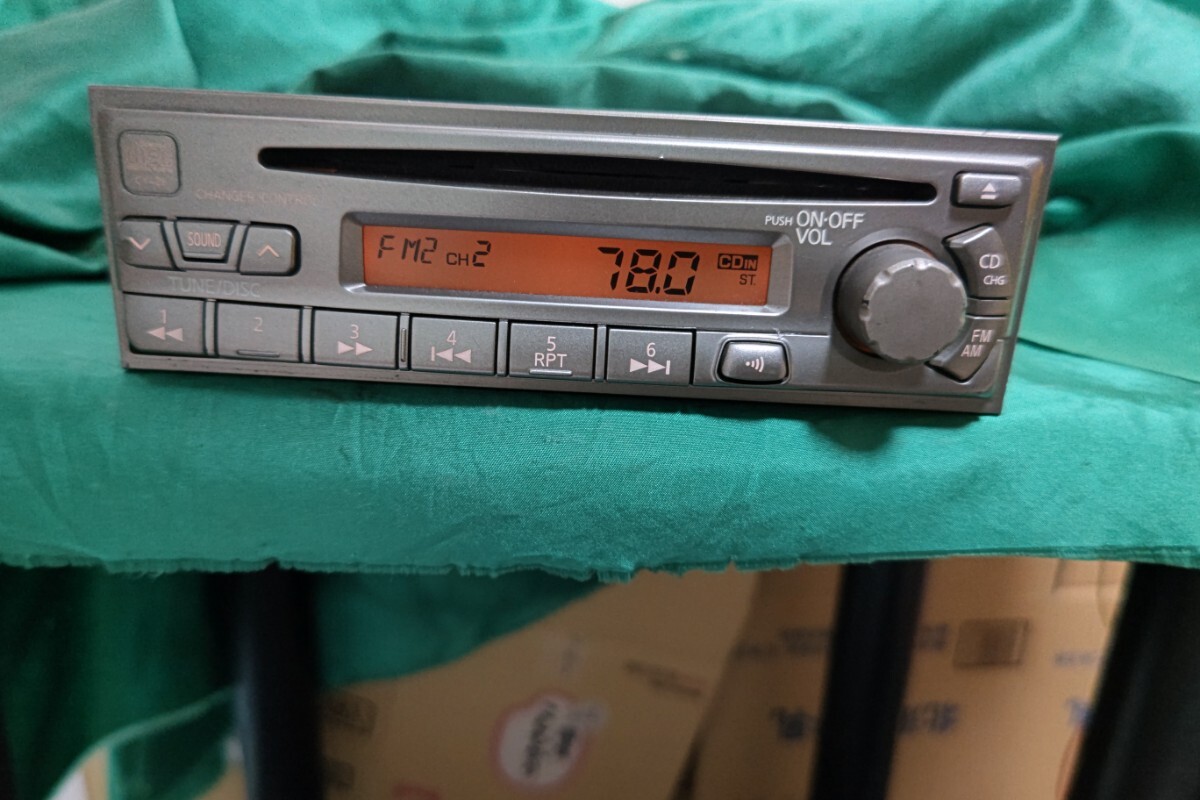 CHANGER CONTROL
PUSH ON·OFF
VOL
SOUND
FM2 CH2 78.0 CD IN
ST.
CD
CHG
TUNE/DISC
1 2 3 4 5 6
RPT
FM
AM